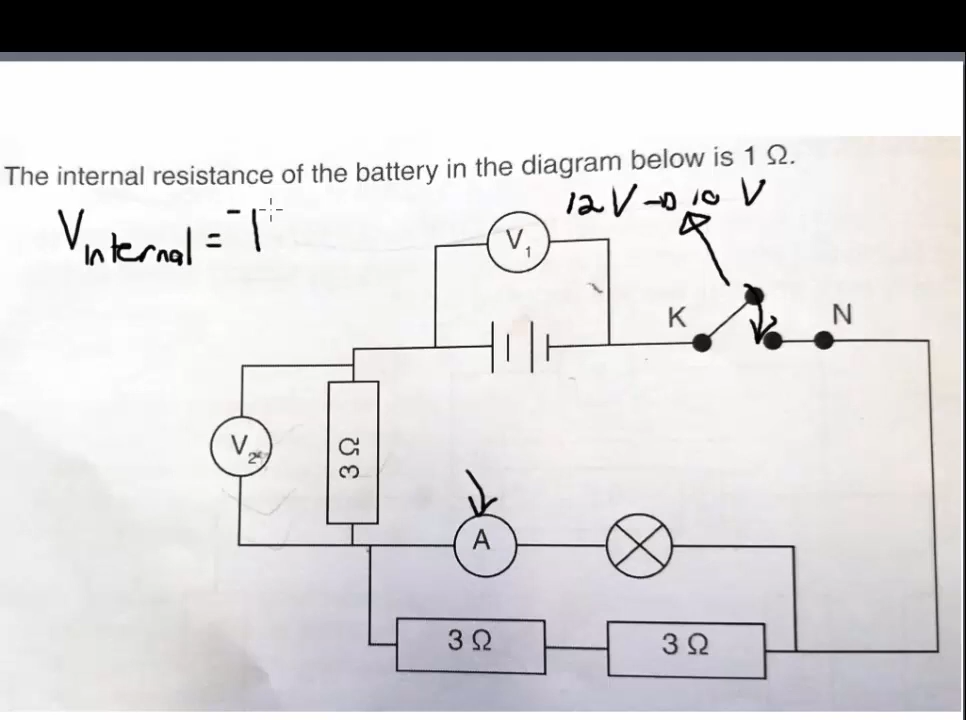 The internal resistance of the battery in the diagram below is 1 Ω.
12 V → 10 V
Vinternal = -1
V1
K
N
V2
3 Ω
A
3 Ω
3 Ω